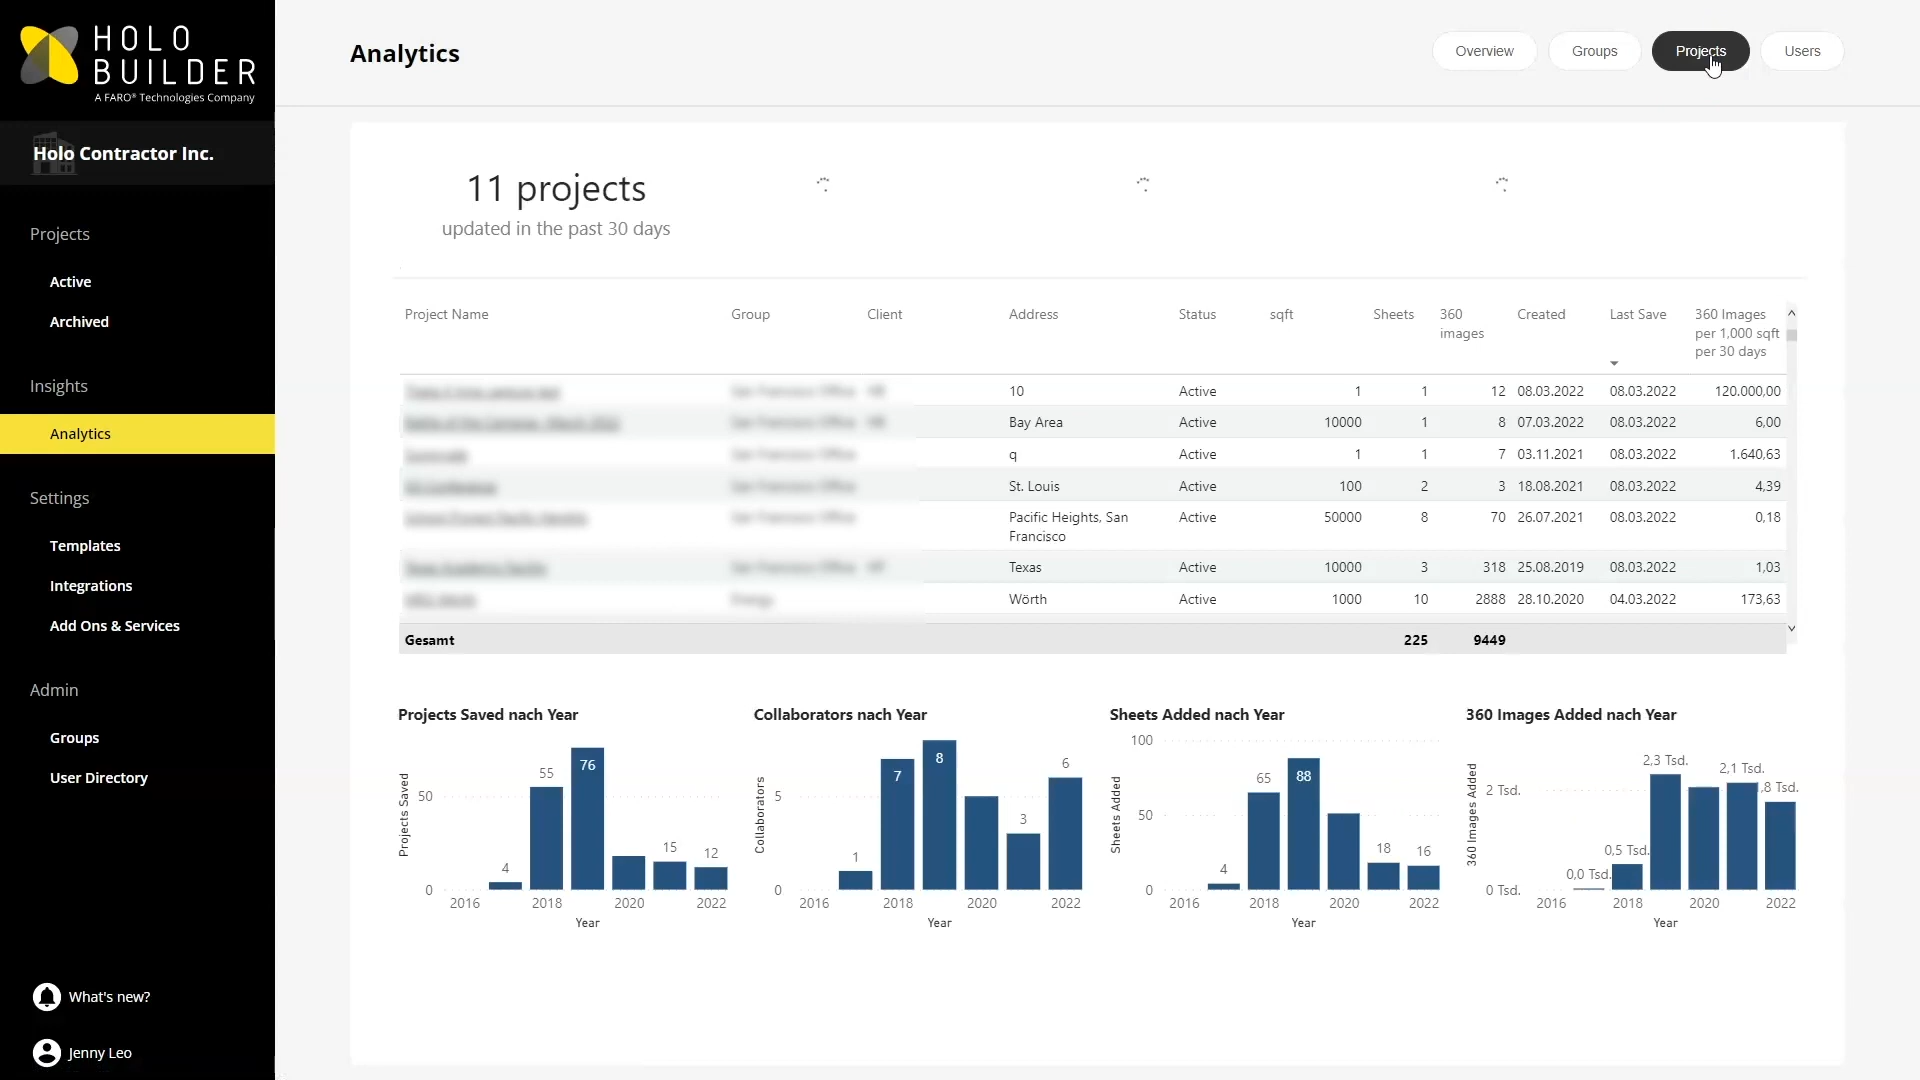 HOLO
BUILDER
A FARO® Technologies Company
Holo Contractor Inc.
Projects
Active
Archived
Insights
Analytics
Settings
Templates
Integrations
Add Ons & Services
Admin
Groups
User Directory
What's new?
Jenny Leo
Analytics
Overview Groups Projects Users
11 projects
updated in the past 30 days
Project Name Group Client Address Status sqft Sheets 360 images Created Last Save 360 Images per 1,000 sqft per 30 days
10 Active 1 1 12 08.03.2022 08.03.2022 120.000,00
Bay Area Active 10000 1 8 07.03.2022 08.03.2022 6,00
q Active 1 1 7 03.11.2021 08.03.2022 1.640,63
St. Louis Active 100 2 3 18.08.2021 08.03.2022 4,39
Pacific Heights, San Francisco Active 50000 8 70 26.07.2021 08.03.2022 0,18
Texas Active 10000 3 318 25.08.2019 08.03.2022 1,03
Wörth Active 1000 10 2888 28.10.2020 04.03.2022 173,63
Gesamt 225 9449
Projects Saved nach Year
Projects Saved
50
0
4 55 76 15 12
2016 2018 2020 2022
Year
Collaborators nach Year
Collaborators
5
0
1 7 8 3 6
2016 2018 2020 2022
Year
Sheets Added nach Year
Sheets Added
100
50
0
4 65 88 18 16
2016 2018 2020 2022
Year
360 Images Added nach Year
360 Images Added
2 Tsd.
0 Tsd.
0,0 Tsd. 0,5 Tsd. 2,3 Tsd. 2,1 Tsd. ,8 Tsd.
2016 2018 2020 2022
Year